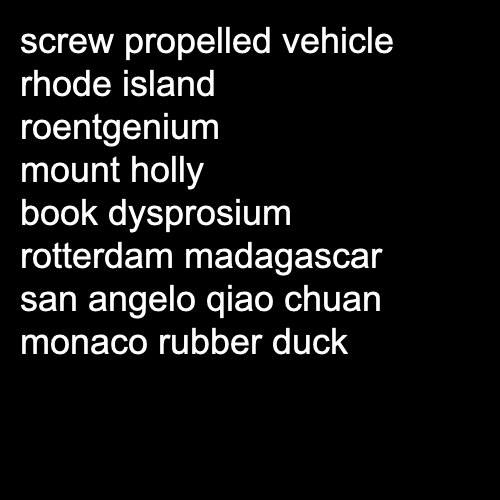 screw propelled vehicle
rhode island
roentgenium
mount holly
book dysprosium
rotterdam madagascar
san angelo qiao chuan
monaco rubber duck